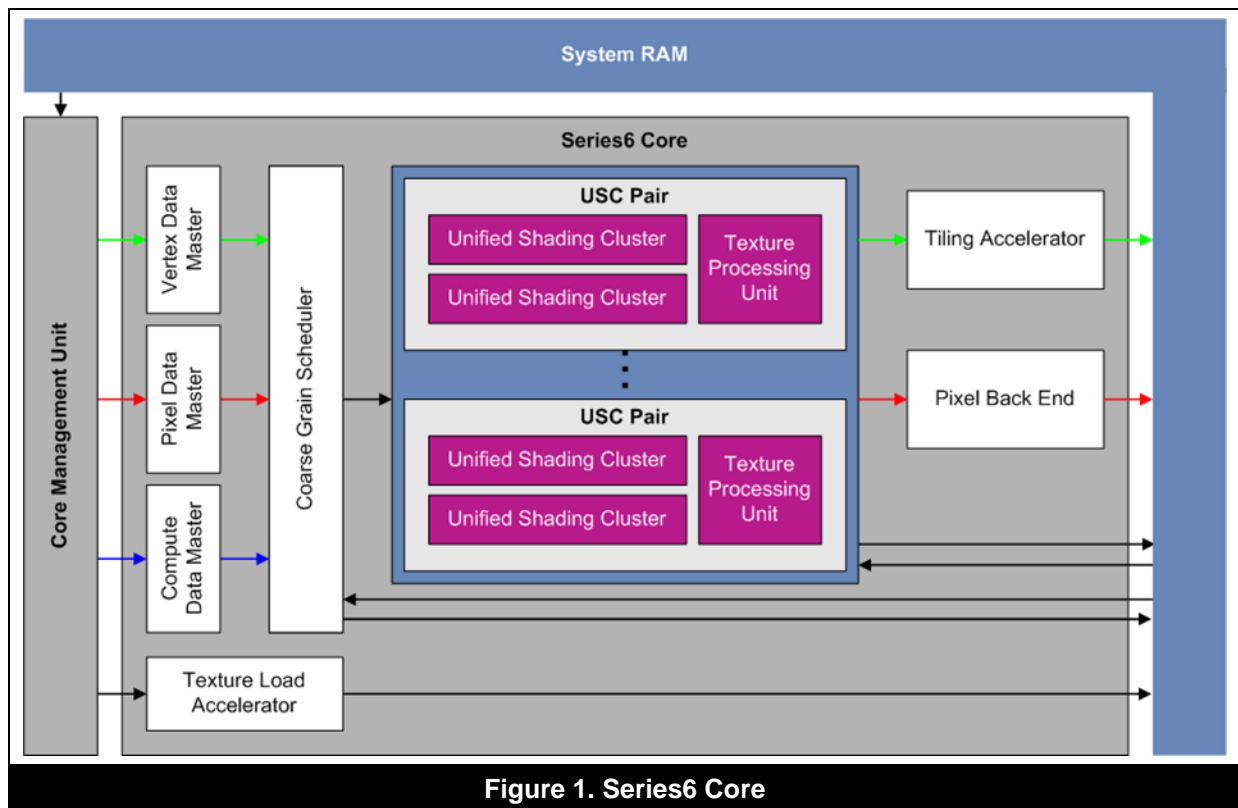 System RAM
Series6 Core
Core Management Unit
Vertex Data
Master
Pixel Data
Master
Compute
Data Master
Coarse Grain Scheduler
USC Pair
Unified Shading Cluster
Unified Shading Cluster
Texture
Processing
Unit
USC Pair
Unified Shading Cluster
Unified Shading Cluster
Texture
Processing
Unit
Tiling Accelerator
Pixel Back End
Texture Load
Accelerator
Figure 1. Series6 Core